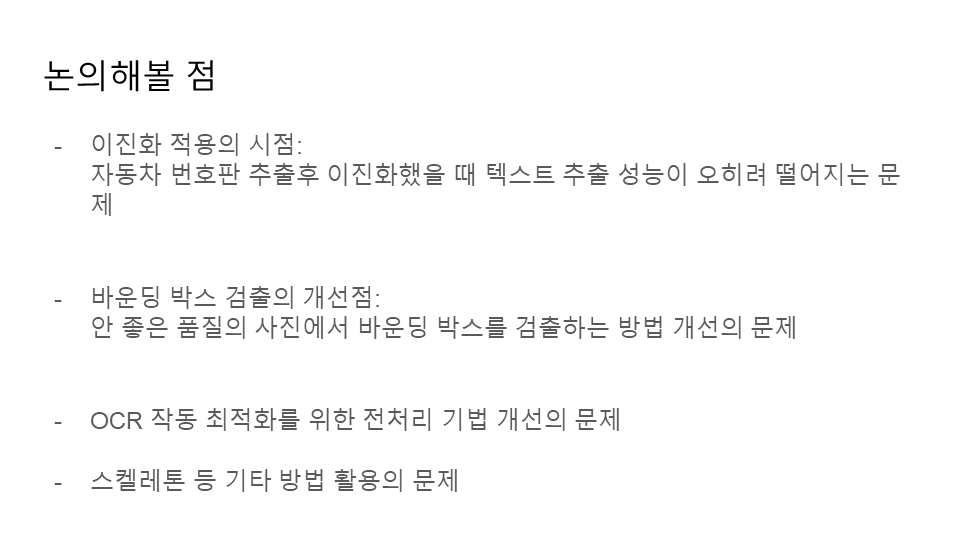 논의해볼 점
- 이진화 적용의 시점:
자동차 번호판 추출후 이진화했을 때 텍스트 추출 성능이 오히려 떨어지는 문
제
- 바운딩 박스 검출의 개선점:
안 좋은 품질의 사진에서 바운딩 박스를 검출하는 방법 개선의 문제
- OCR 작동 최적화를 위한 전처리 기법 개선의 문제
- 스켈레톤 등 기타 방법 활용의 문제